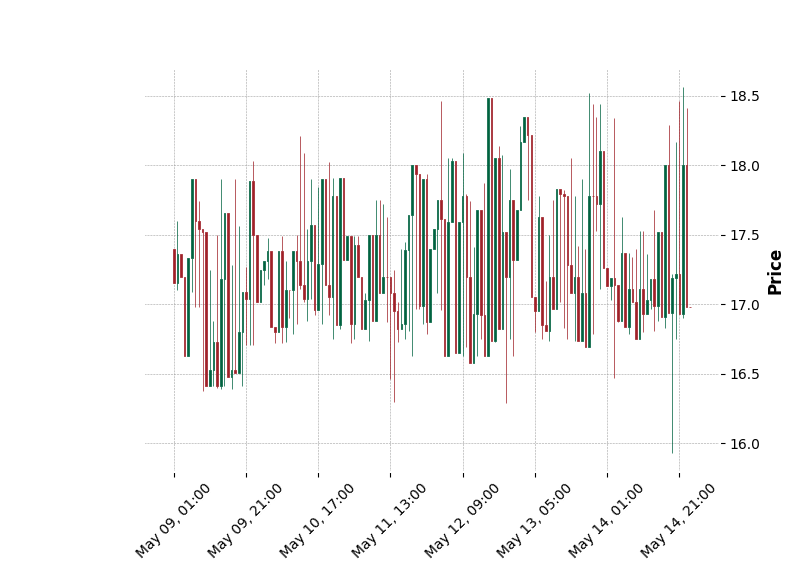 18.5
18.0
17.5
17.0
16.5
16.0
Price
May 09, 01:00
May 09, 21:00
May 10, 17:00
May 11, 13:00
May 12, 09:00
May 13, 05:00
May 14, 01:00
May 14, 21:00